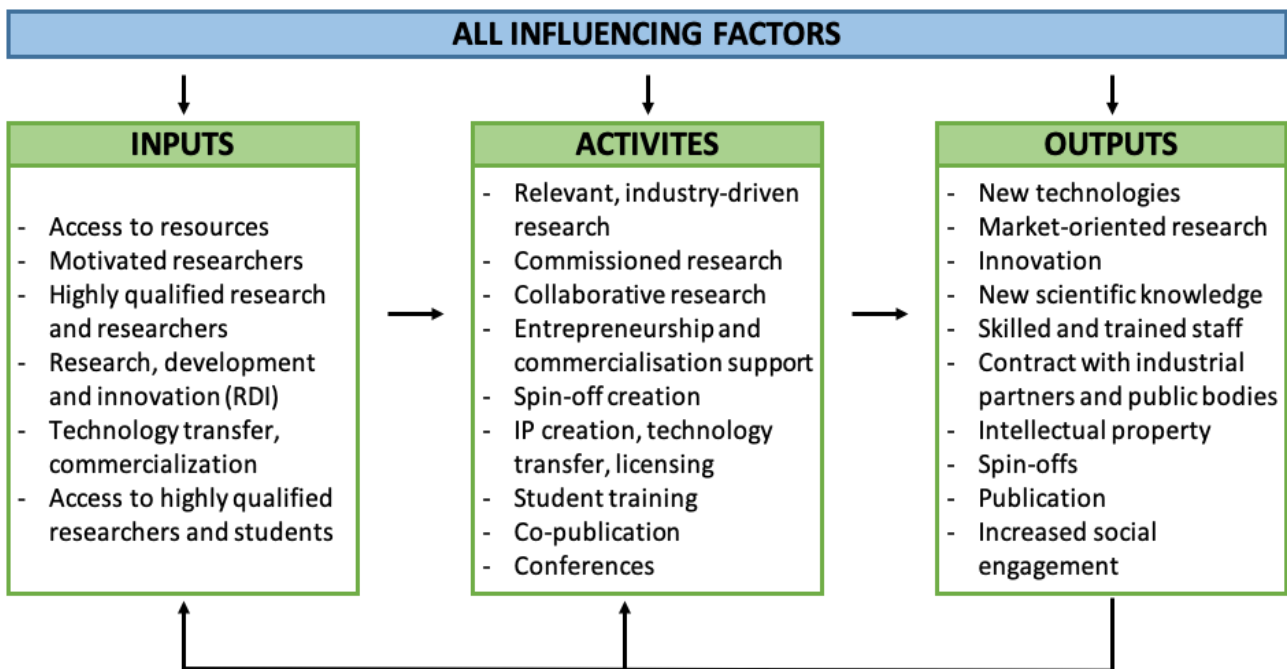 ALL INFLUENCING FACTORS
INPUTS
- Access to resources
- Motivated researchers
- Highly qualified research
and researchers
- Research, development
and innovation (RDI)
- Technology transfer,
commercialization
- Access to highly qualified
researchers and students
ACTIVITES
- Relevant, industry-driven
research
- Commissioned research
- Collaborative research
- Entrepreneurship and
commercialisation support
- Spin-off creation
- IP creation, technology
transfer, licensing
- Student training
- Co-publication
- Conferences
OUTPUTS
- New technologies
- Market-oriented research
- Innovation
- New scientific knowledge
- Skilled and trained staff
- Contract with industrial
partners and public bodies
- Intellectual property
- Spin-offs
- Publication
- Increased social
engagement